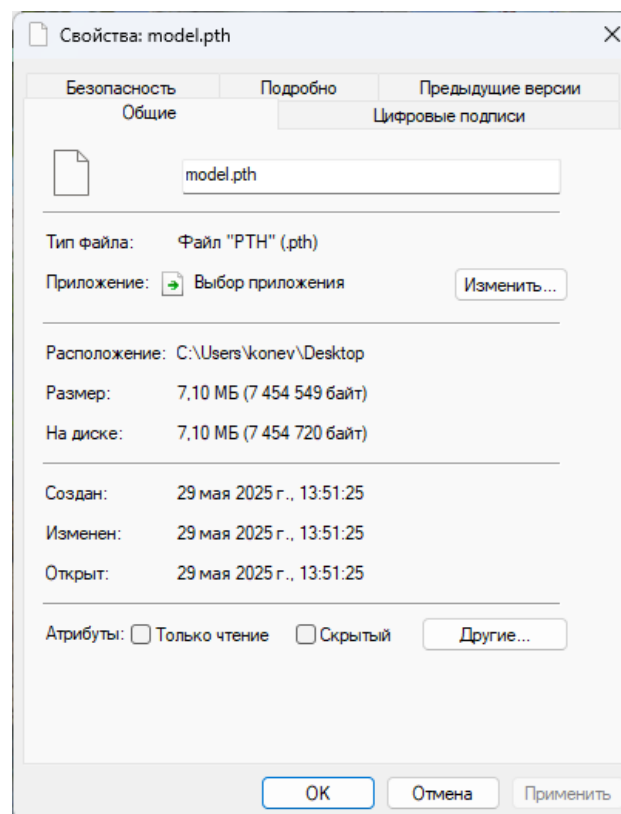 Свойства: model.pth
Безопасность Подробно Предыдущие версии
Общие Цифровые подписи
model.pth
Тип файла: Файл "PTH" (.pth)
Приложение: Выбор приложения Изменить...
Расположение: C:\Users\konev\Desktop
Размер: 7,10 МБ (7 454 549 байт)
На диске: 7,10 МБ (7 454 720 байт)
Создан: 29 мая 2025 г., 13:51:25
Изменен: 29 мая 2025 г., 13:51:25
Открыт: 29 мая 2025 г., 13:51:25
Атрибуты: Только чтение Скрытый Другие...
ОК Отмена Применить